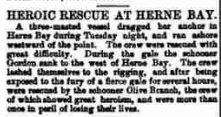 HEROIC RESCUE AT HERNE BAY.
A three-masted vessel dragged her anchor in
Herne Bay during Tuesday night, and ran ashore
westward of the point. The crew were rescued with
great difficulty. During the gale the schooner
Gordon sank to the west of Herne Bay. The crew
lashed themselves to the rigging, and after being
exposed to the fury of a fierce gale for several hours,
were rescued by the schooner Olive Branch, the crew
of which showed great heroism, and were more than
once in peril of losing their lives.